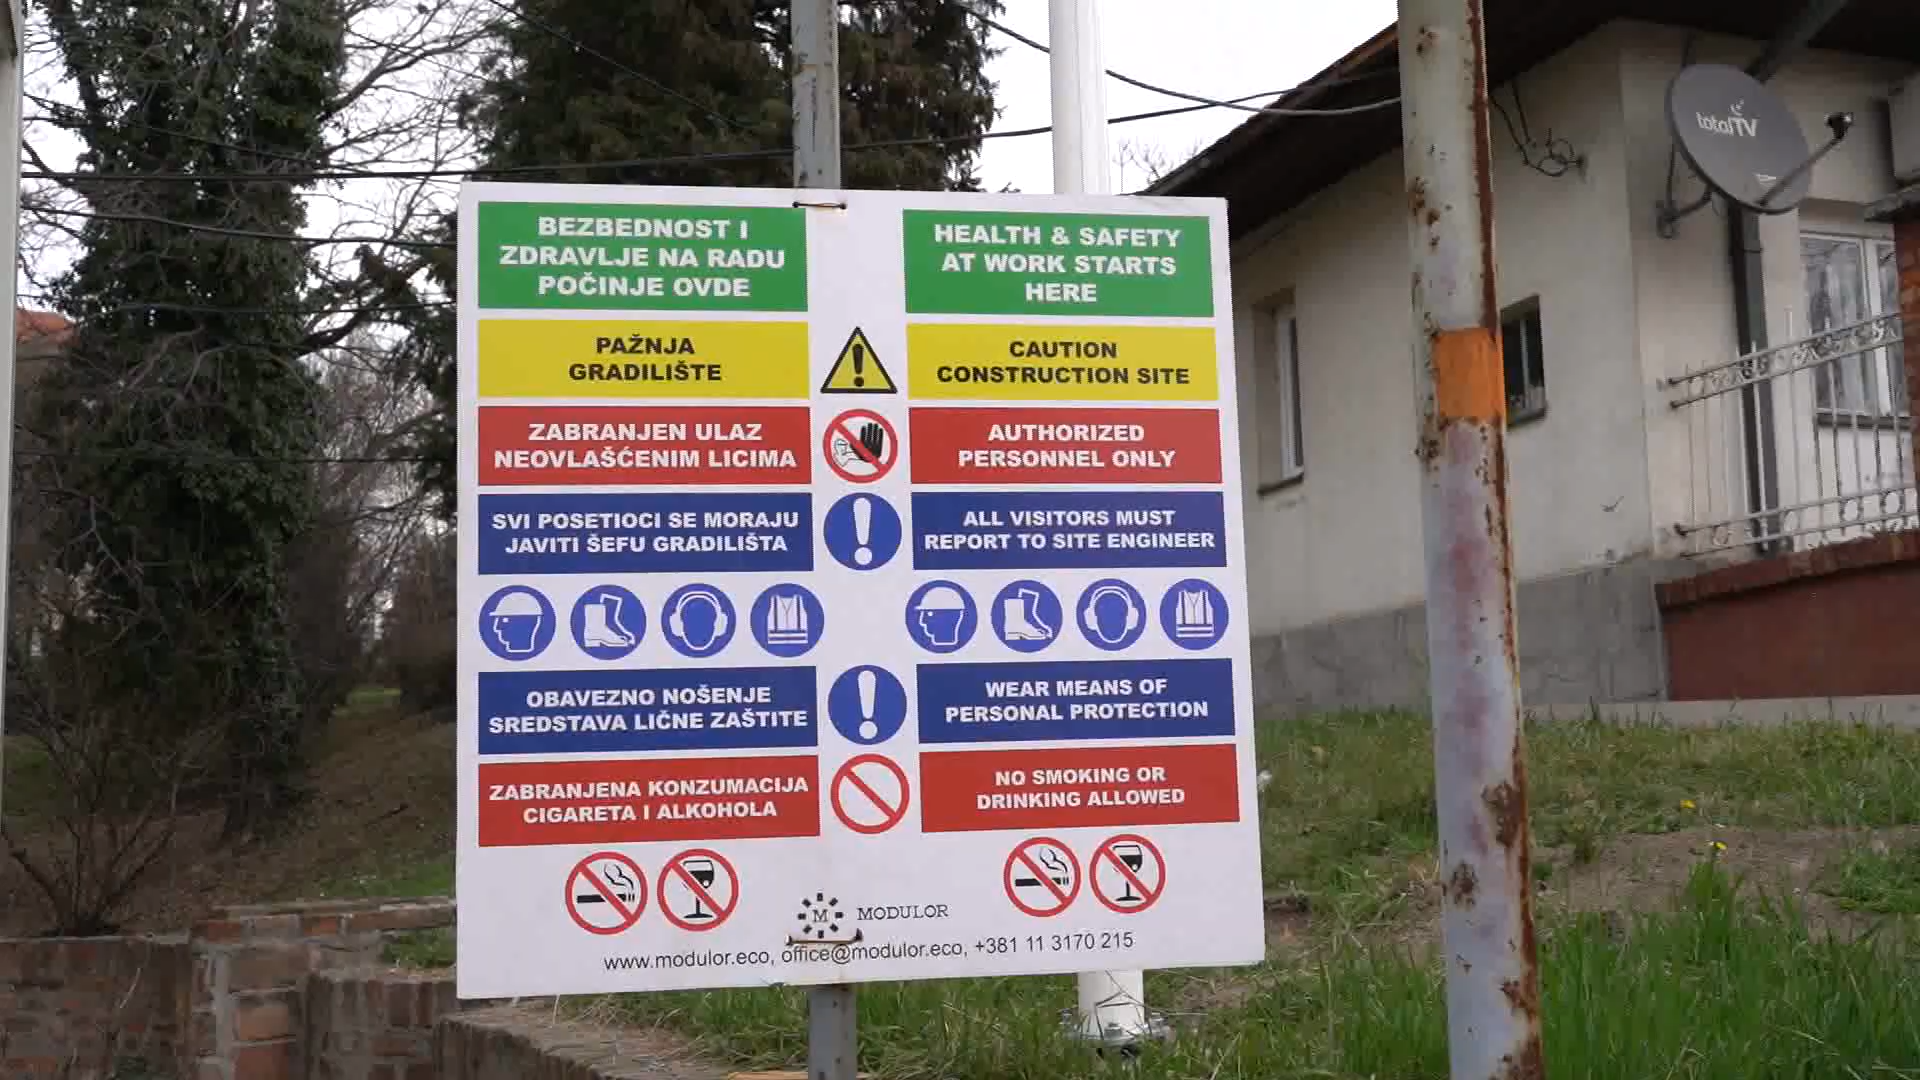 BEZBEDNOST I
ZDRAVLJE NA RADU
POČINJE OVDE
HEALTH & SAFETY
AT WORK STARTS
HERE
PAŽNJA
GRADILIŠTE
CAUTION
CONSTRUCTION SITE
ZABRANJEN ULAZ
NEOVLAŠĆENIM LICIMA
AUTHORIZED
PERSONNEL ONLY
SVI POSETIOCI SE MORAJU
JAVITI ŠEFU GRADILIŠTA
ALL VISITORS MUST
REPORT TO SITE ENGINEER
OBAVEZNO NOŠENJE
SREDSTAVA LIČNE ZAŠTITE
WEAR MEANS OF
PERSONAL PROTECTION
ZABRANJENA KONZUMACIJA
CIGARETA I ALKOHOLA
NO SMOKING OR
DRINKING ALLOWED
M MODULOR
www.modulor.eco, office@modulor.eco, +381 11 3170 215
totalTV